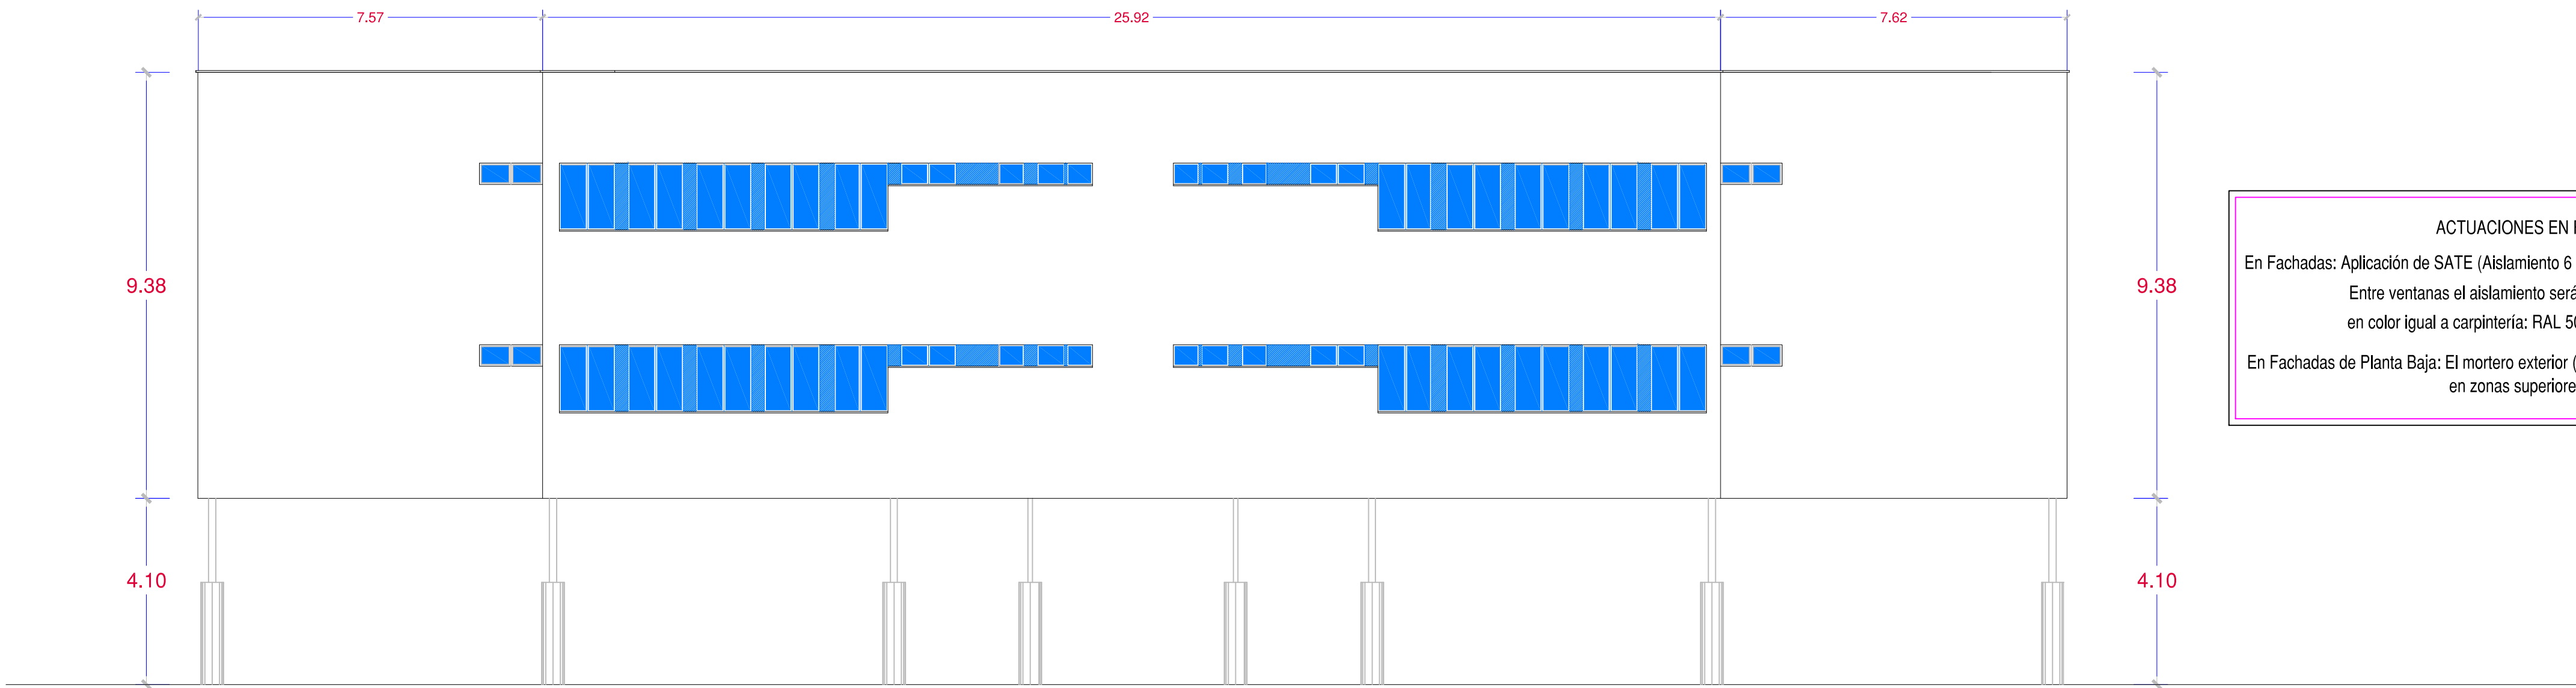 7.57
25.92
7.62
9.38
9.38
4.10
4.10
ACTUACIONES EN
En Fachadas: Aplicación de SATE (Aislamiento 6
Entre ventanas el aislamiento será
en color igual a carpintería: RAL 50
En Fachadas de Planta Baja: El mortero exterior (
en zonas superiore